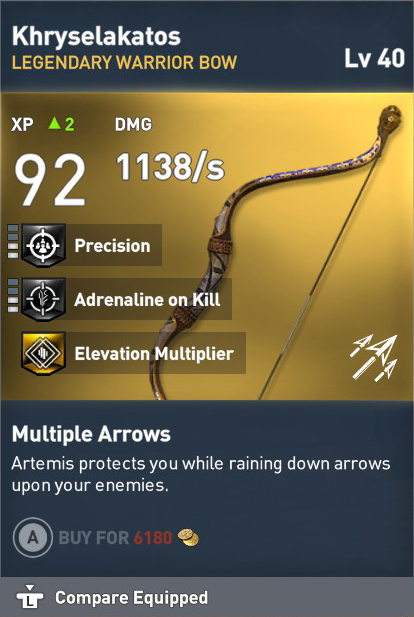 Khryselakatos
LEGENDARY WARRIOR BOW
Lv 40
XP ▲2 DMG
92 1138/s
Precision
Adrenaline on Kill
Elevation Multiplier
Multiple Arrows
Artemis protects you while raining down arrows
upon your enemies.
A BUY FOR 6180
L Compare Equipped